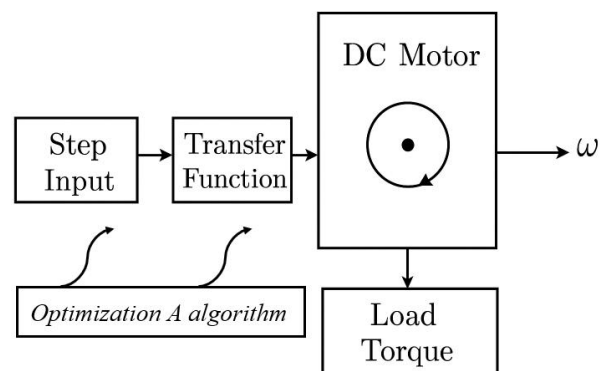 DC Motor
Step
Input
Transfer
Function
ω
Optimization A algorithm
Load
Torque